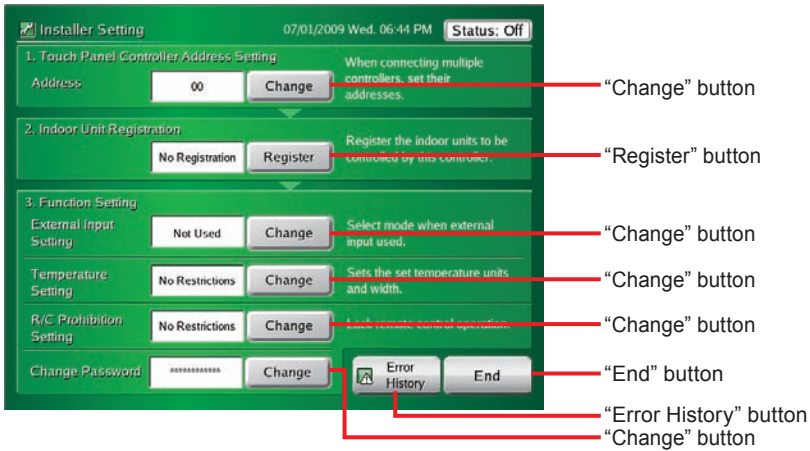 Installer Setting 07/01/2009 Wed. 06:44 PM Status: Off
1. Touch Panel Controller Address Setting
Address 00 Change
When connecting multiple
controllers, set their
addresses.
"Change" button
2. Indoor Unit Registration
No Registration Register
Register the indoor units to be
controlled by this controller.
"Register" button
3. Function Setting
External Input
Setting
Not Used Change
Select mode when external
input used.
"Change" button
Temperature
Setting
No Restrictions Change
Sets the set temperature units
and width.
"Change" button
R/C Prohibition
Setting
No Restrictions Change
Lock remote control operation.
"Change" button
Change Password ************ Change
Error
History
End
"End" button
"Error History" button
"Change" button